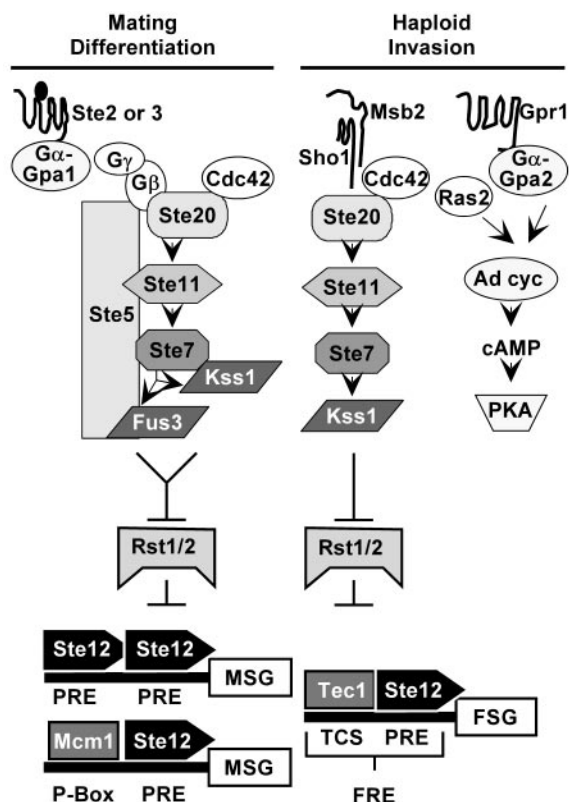 Mating
Differentiation
Haploid
Invasion
Ste2 or 3
Msb2
Gpr1
Sho1
Gα-
Gpa1
Gγ
Gβ
Cdc42
Ste20
Cdc42
Ste20
Ras2
Gα-
Gpa2
Ste5
Ste11
Ste11
Ad cyc
Ste7
Kss1
Fus3
Ste7
Kss1
cAMP
PKA
Rst1/2
Rst1/2
Ste12 Ste12
MSG
PRE PRE
Mcm1 Ste12
MSG
P-Box PRE
Tec1 Ste12
FSG
TCS PRE
FRE